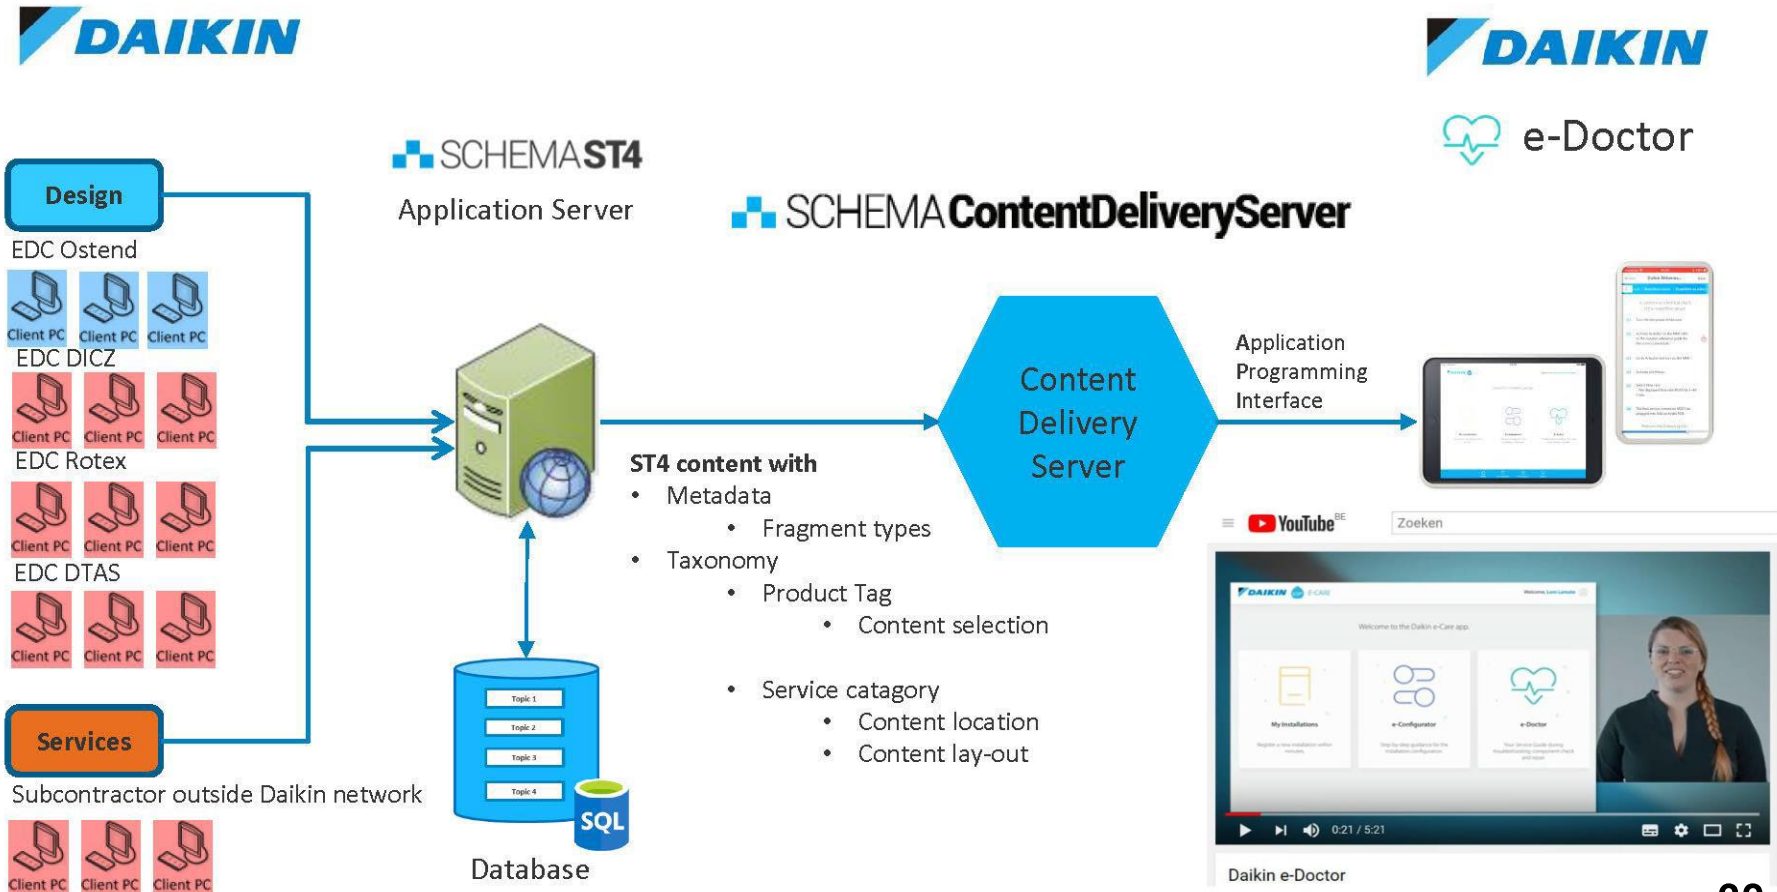 DAIKIN
DAIKIN
e-Doctor
SCHEMA ST4
Application Server
SCHEMA ContentDeliveryServer
Design
EDC Ostend
Client PC Client PC Client PC
EDC DICZ
Client PC Client PC Client PC
EDC Rotex
Client PC Client PC Client PC
EDC DTAS
Client PC Client PC Client PC
Services
Subcontractor outside Daikin network
Client PC Client PC Client PC
Topic 1
Topic 2
Topic 3
Topic 4
SQL
Database
ST4 content with
• Metadata
• Fragment types
• Taxonomy
• Product Tag
• Content selection
• Service catagory
• Content location
• Content lay-out
Content
Delivery
Server
Application
Programming
Interface
YouTube BE
Zoeken
DAIKIN E-CARE
Welcome to the Daikin e-Care app.
My Installations
e-Configurator
e-Doctor
0:21 / 5:21
Daikin e-Doctor